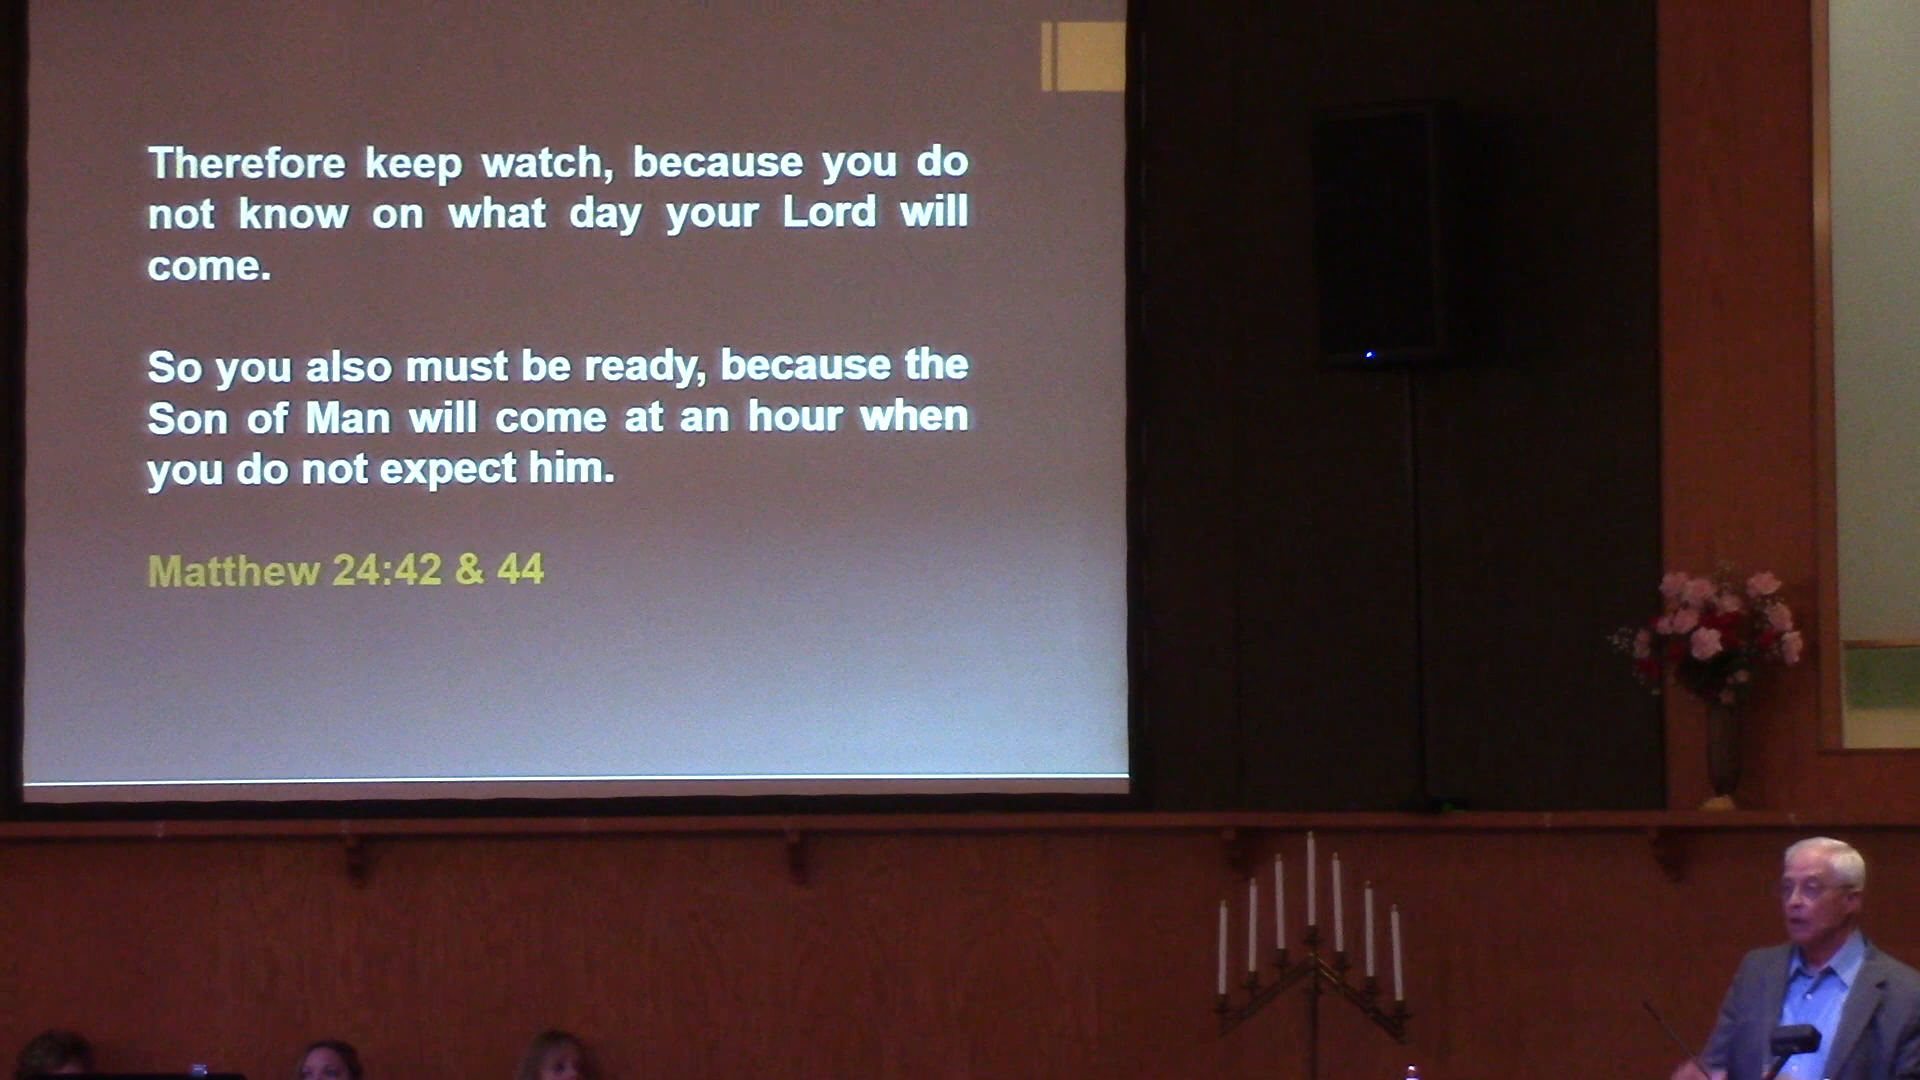 Therefore keep watch, because you do
not know on what day your Lord will
come.
So you also must be ready, because the
Son of Man will come at an hour when
you do not expect him.
Matthew 24:42 & 44